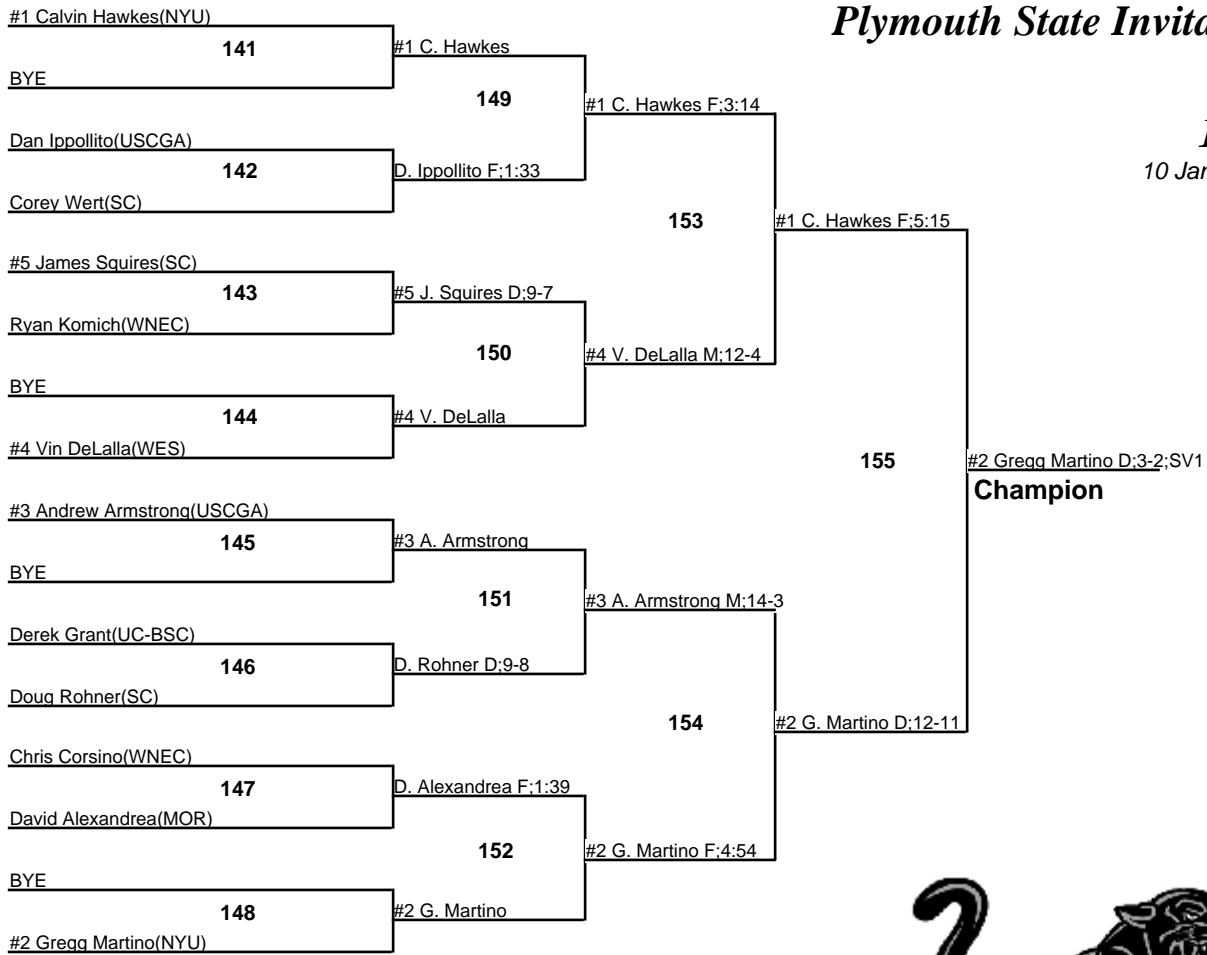 #1 Calvin Hawkes(NYU)
Plymouth State
141
#1 C. Hawkes
BYE
149
#1 C. Hawkes F;3:14
Dan Ippollito(USCGA)
142
D. Ippollito F;1:33
10
Corey Wert(SC)
153
#1 C. Hawkes F;5:15
#5 James Squires(SC)
143
#5 J. Squires D;9-7
Ryan Komich(WNEC)
150
#4 V. DeLalla M;12-4
BYE
144
#4 V. DeLalla
#4 Vin DeLalla(WES)
155
#2 Gregg Martino D;3-2;SV1
Champion
#3 Andrew Armstrong(USCGA)
145
#3 A. Armstrong
BYE
151
#3 A. Armstrong M;14-3
Derek Grant(UC-BSC)
146
D. Rohner D;9-8
Doug Rohner(SC)
154
#2 G. Martino D;12-11
Chris Corsino(WNEC)
147
D. Alexandrea F;1:39
David Alexandrea(MOR)
152
#2 G. Martino F;4:54
BYE
148
#2 G. Martino
#2 Gregg Martino(NYU)